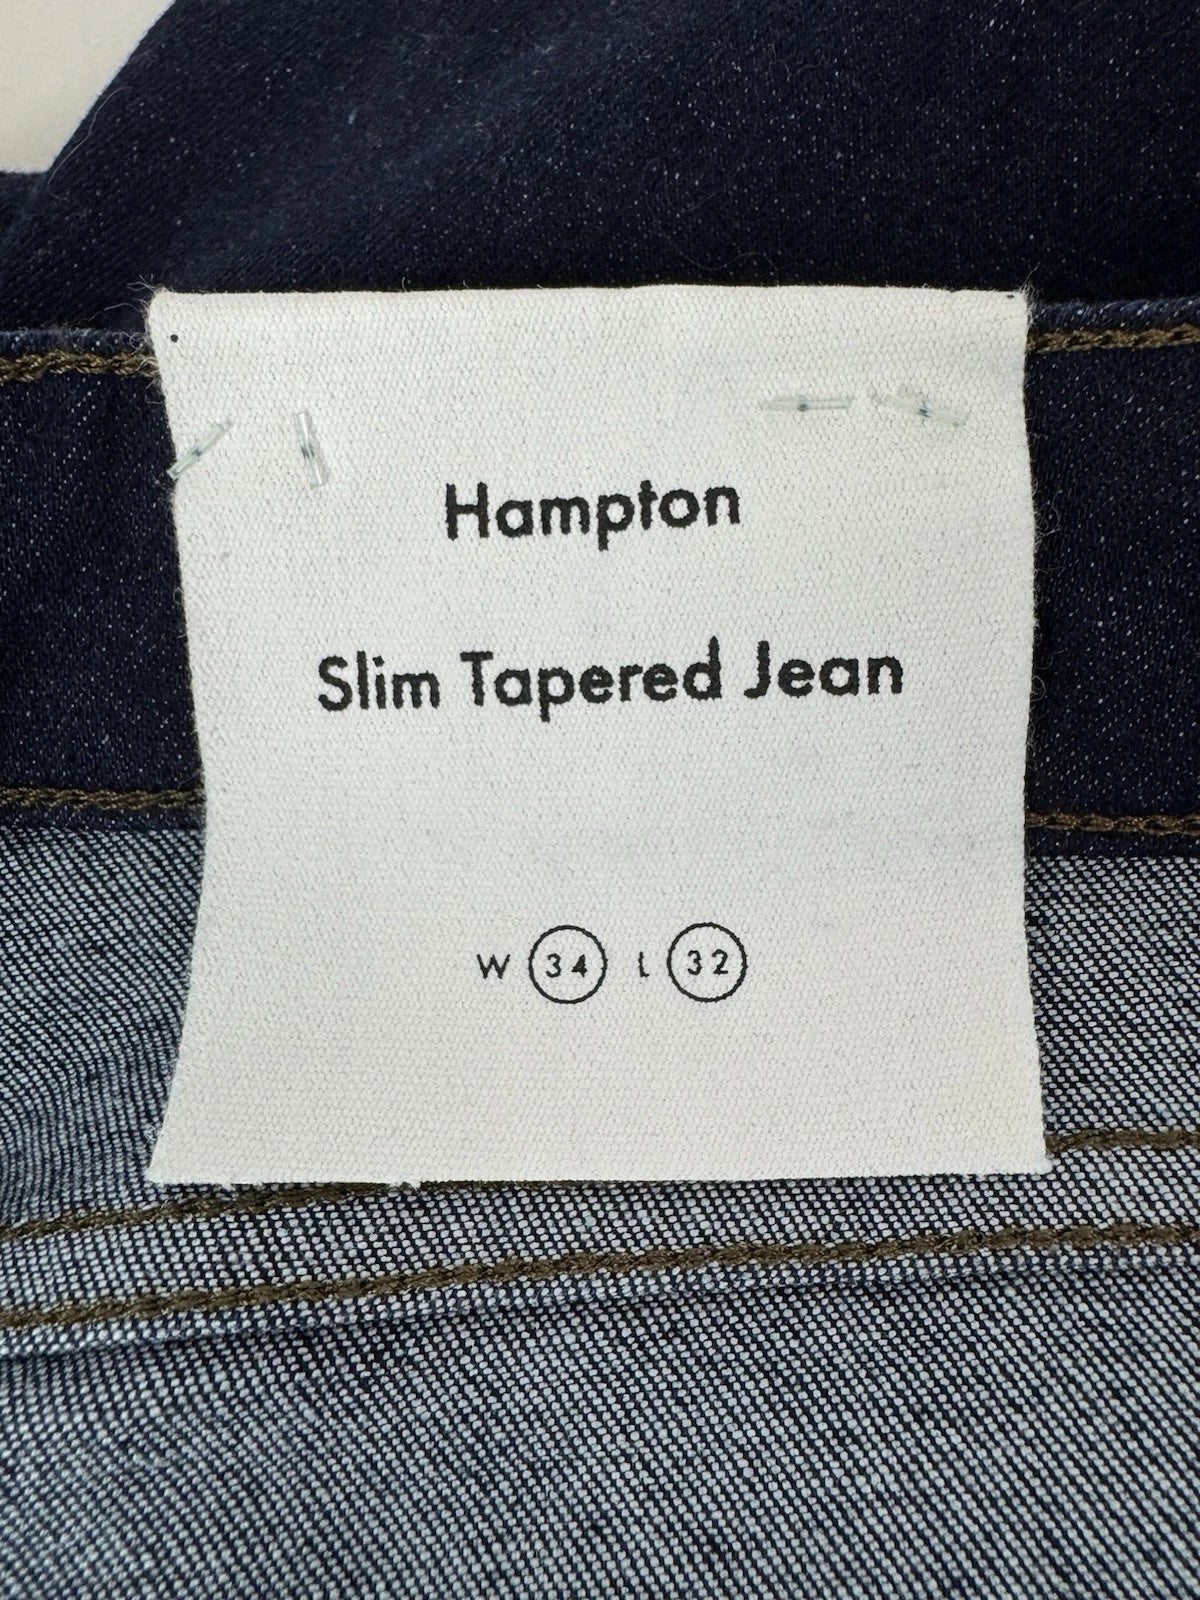 Hampton
Slim Tapered Jean
W 34 L 32